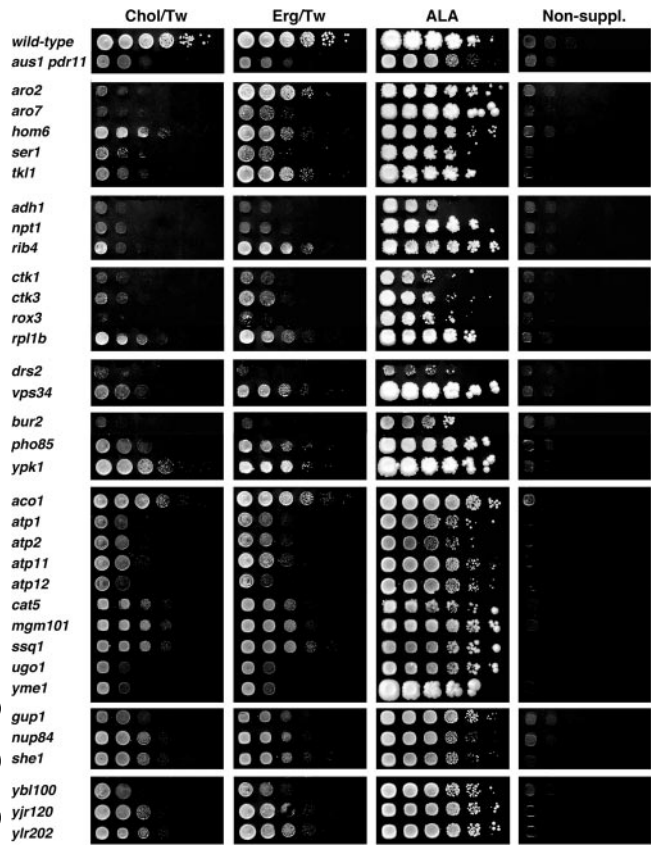 Chol/Tw Erg/Tw ALA Non-suppl.
wild-type
aus1 pdr11
aro2
aro7
hom6
ser1
tkl1
adh1
npt1
rib4
ctk1
ctk3
rox3
rpl1b
drs2
vps34
bur2
pho85
ypk1
aco1
atp1
atp2
atp11
atp12
cat5
mgm101
ssq1
ugo1
yme1
gup1
nup84
she1
ybl100
yjr120
ylr202